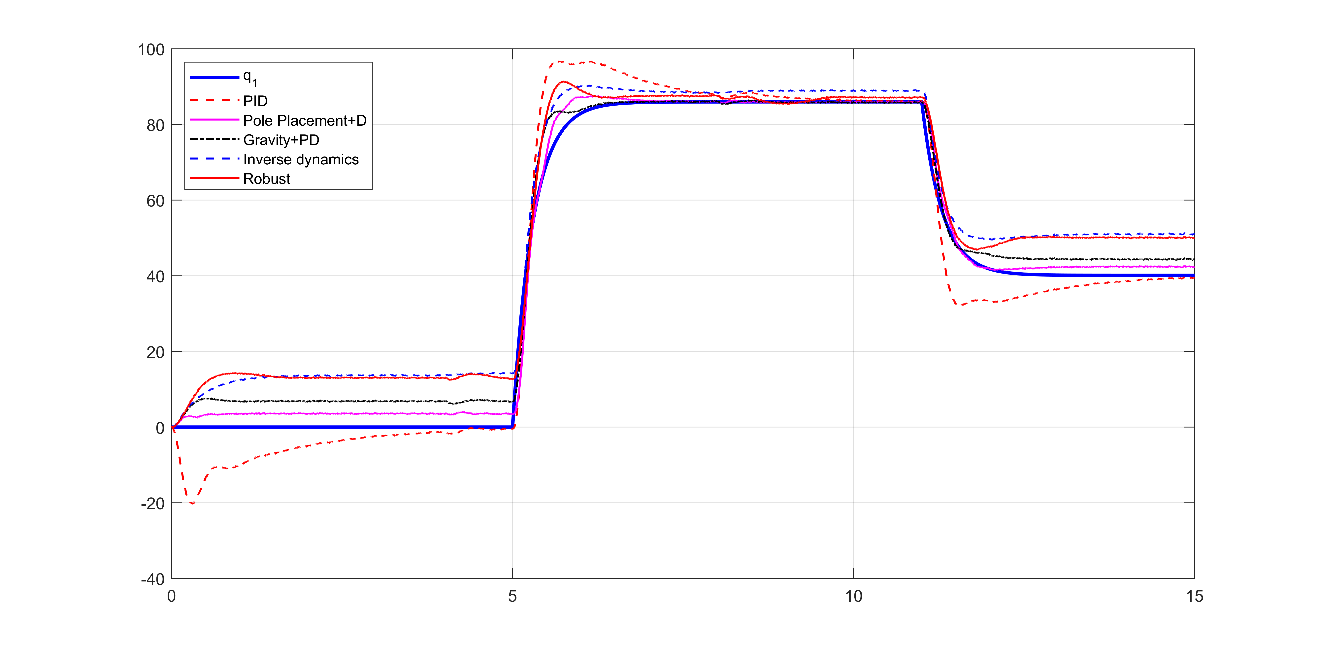 100
80
60
40
20
0
-20
-40
q1
PID
Pole Placement+D
Gravity+PD
Inverse dynamics
Robust
0 5 10 15